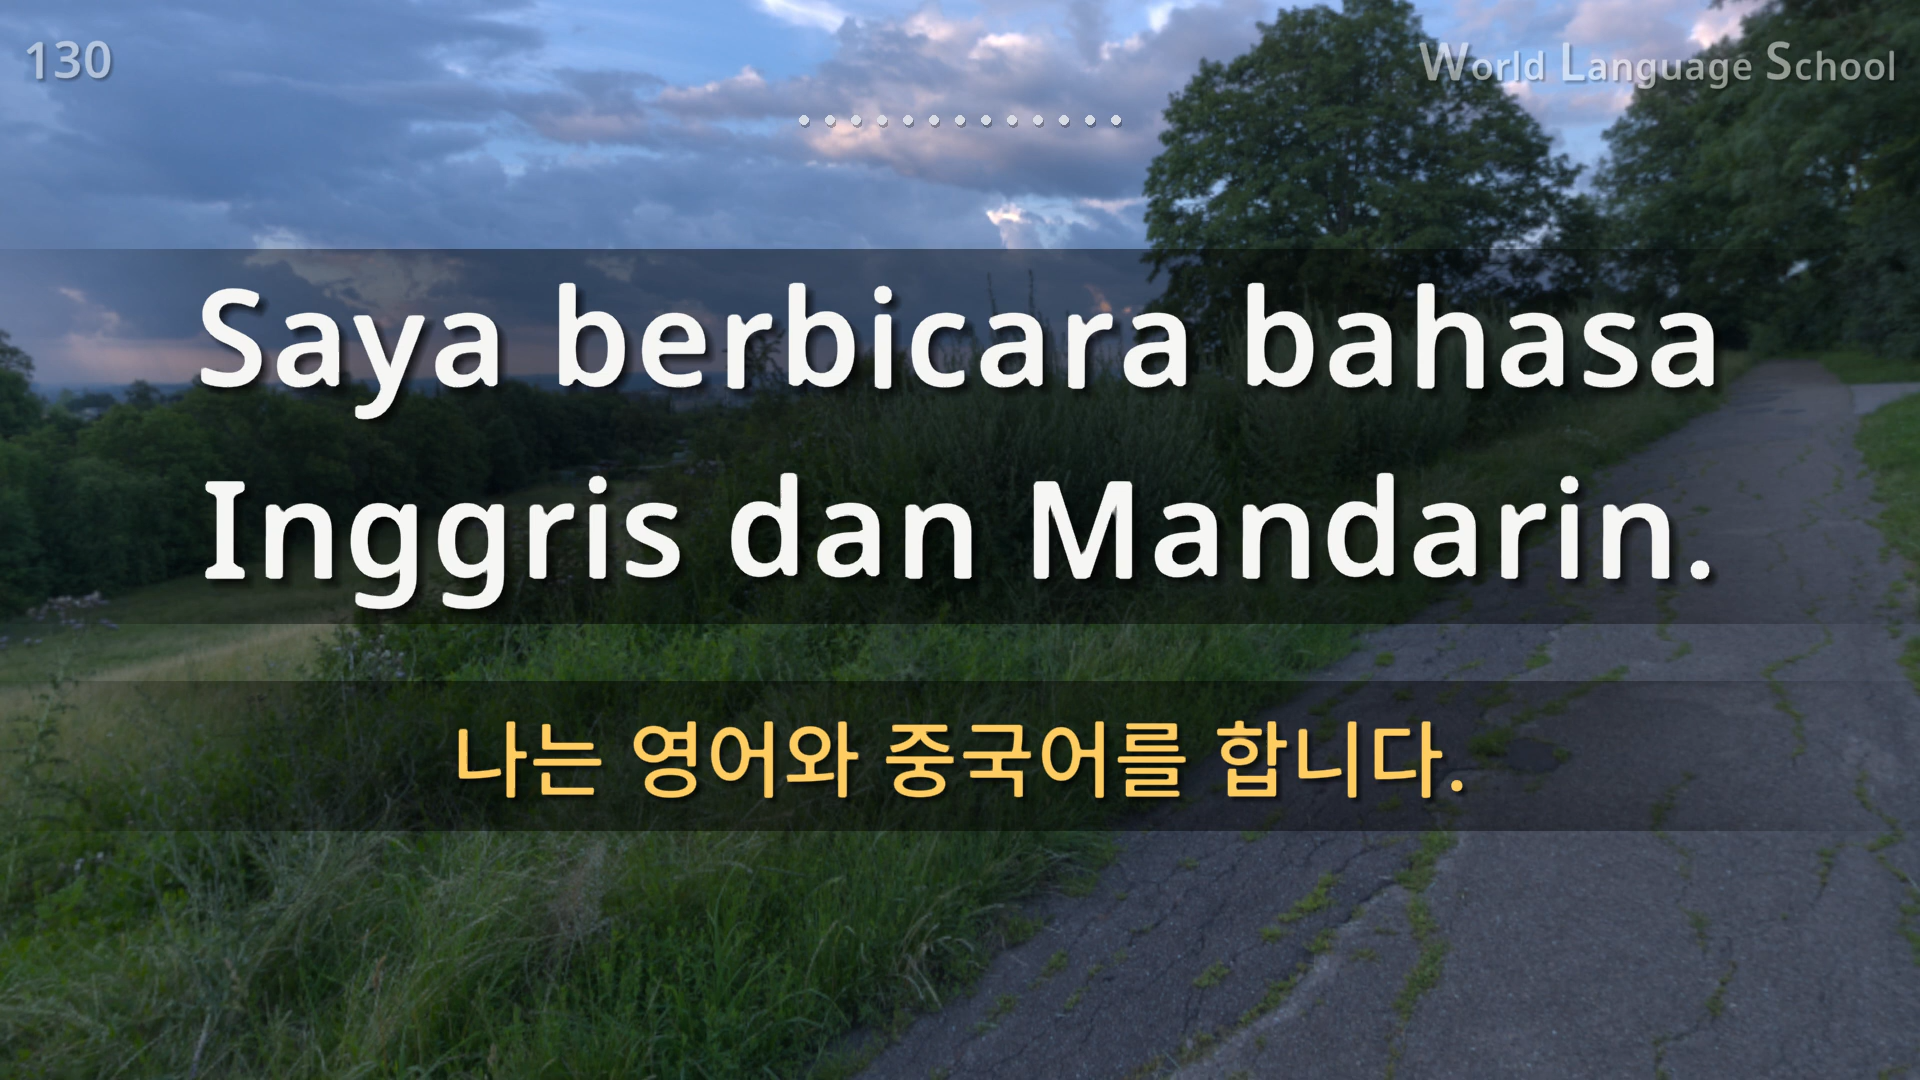 130
World Language School
Saya berbicara bahasa
Inggris dan Mandarin.
나는 영어와 중국어를 합니다.